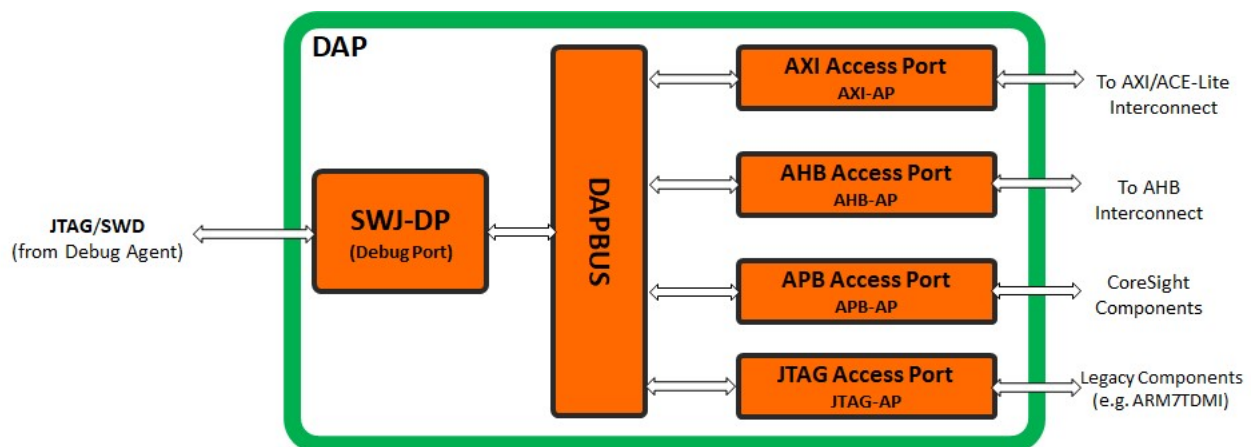 DAP
JTAG/SWD
(from Debug Agent)
SWJ-DP
(Debug Port)
DAPBUS
AXI Access Port
AXI-AP
To AXI/ACE-Lite
Interconnect
AHB Access Port
AHB-AP
To AHB
Interconnect
APB Access Port
APB-AP
CoreSight
Components
JTAG Access Port
JTAG-AP
Legacy Components
(e.g. ARM7TDMI)